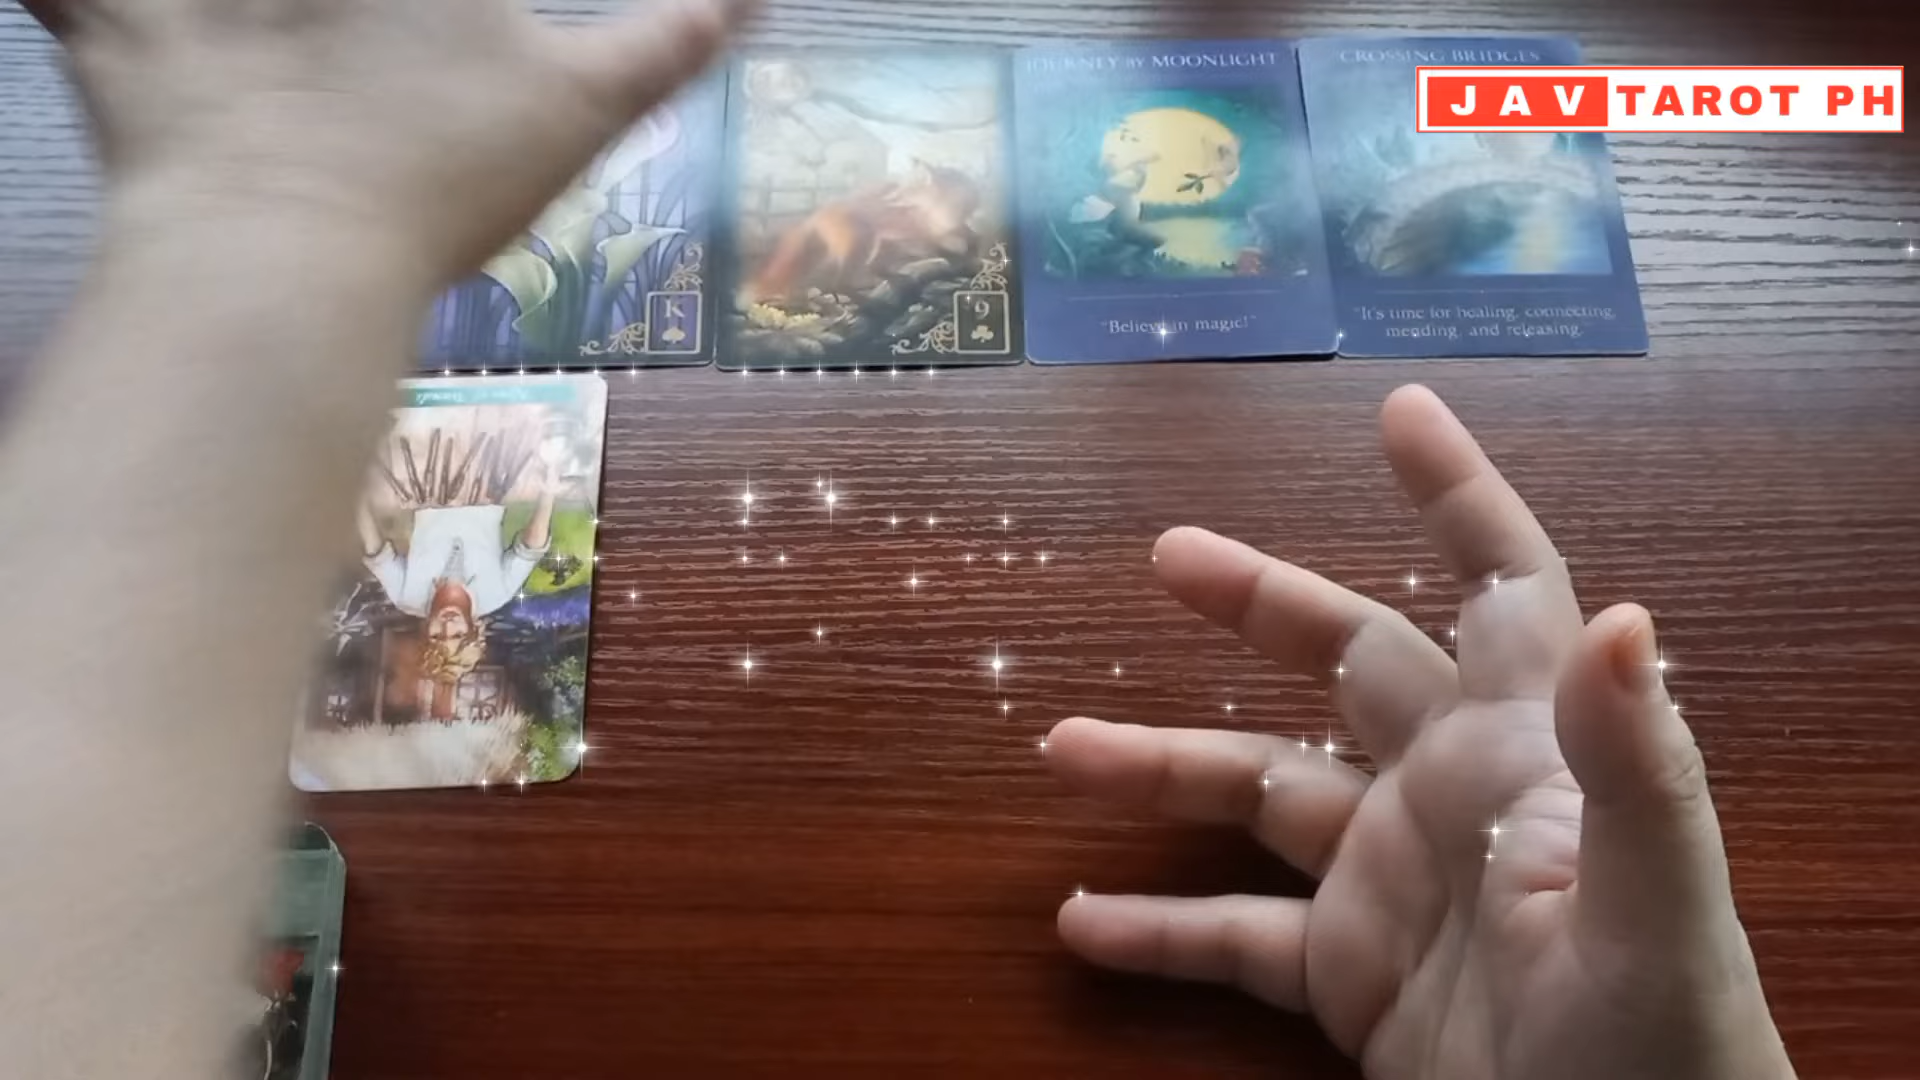 JOURNEY BY MOONLIGHT
CROSSING BRIDGES
JAV TAROT PH
K
9
"Believe in magic!"
"It's time for healing, connecting,
mending, and releasing."